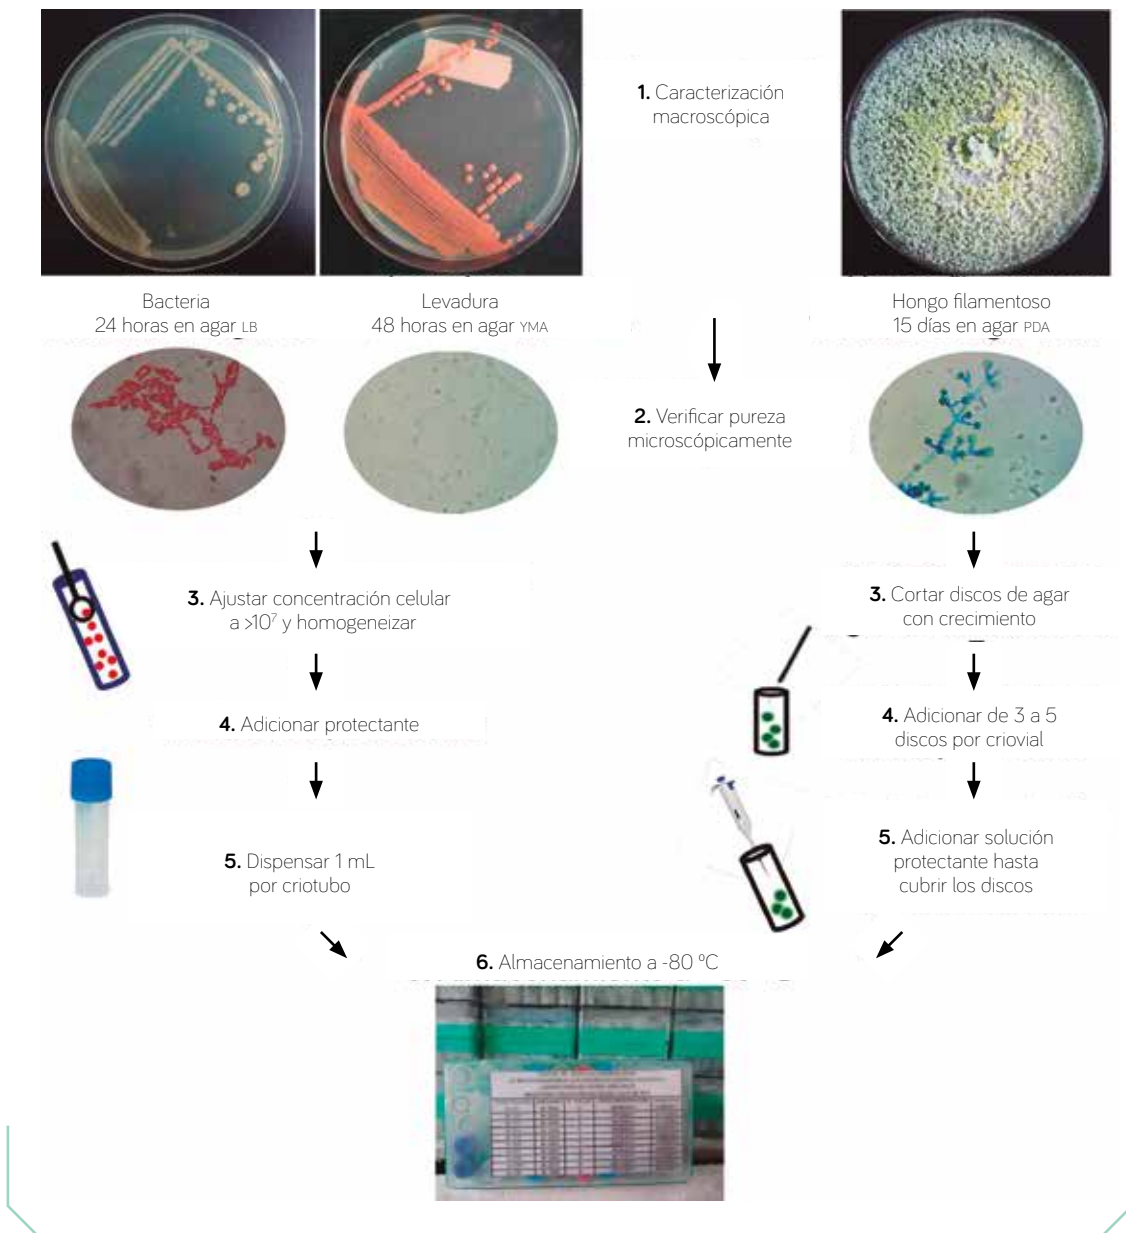 1. Caracterización
macroscópica
Bacteria
24 horas en agar LB
Levadura
48 horas en agar YMA
Hongo filamentoso
15 días en agar PDA
2. Verificar pureza
microscópicamente
3. Ajustar concentración celular
a >10⁷ y homogeneizar
4. Adicionar protectante
5. Dispensar 1 mL
por criotubo
3. Cortar discos de agar
con crecimiento
4. Adicionar de 3 a 5
discos por criovial
5. Adicionar solución
protectante hasta
cubrir los discos
6. Almacenamiento a -80 ºC